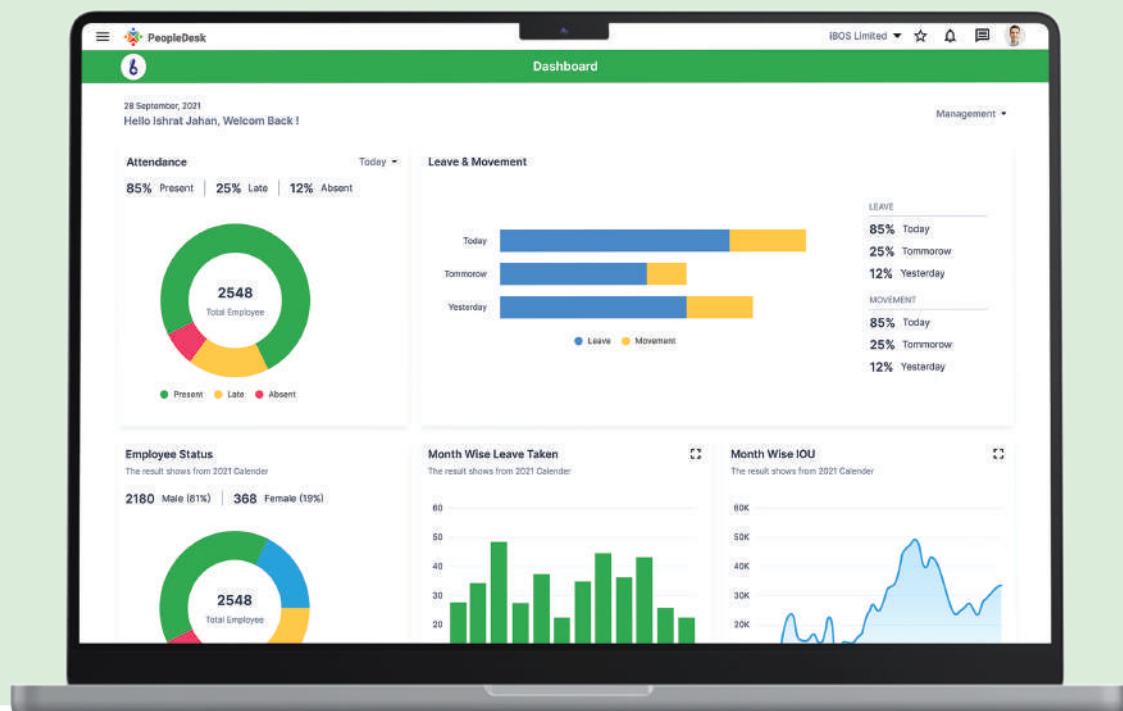 PeopleDesk
iBOS Limited
Dashboard
28 September, 2021
Hello Ishrat Jahan, Welcom Back !
Management
Attendance
Today
85% Present | 25% Late | 12% Absent
2548
Total Employee
Present Late Absent
Leave & Movement
Today
Tommorow
Yesterday
Leave Movement
LEAVE
85% Today
25% Tommorow
12% Yesterday
MOVEMENT
85% Today
25% Tommorow
12% Yesterday
Employee Status
The result shows from 2021 Calender
2180 Male (81%) | 368 Female (19%)
2548
Total Employee
Month Wise Leave Taken
The result shows from 2021 Calender
60
50
40
30
20
Month Wise IOU
The result shows from 2021 Calender
60K
50K
40K
30K
20K